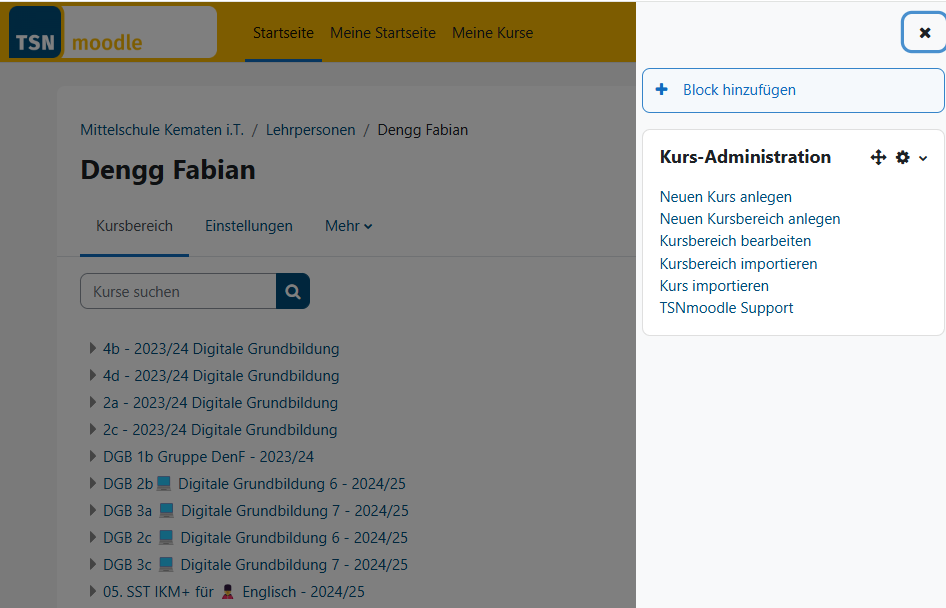 TSN moodle
Startseite Meine Startseite Meine Kurse
Mittelschule Kematen i.T. / Lehrpersonen / Dengg Fabian
Dengg Fabian
Kursbereich Einstellungen Mehr
Kurse suchen
4b - 2023/24 Digitale Grundbildung
4d - 2023/24 Digitale Grundbildung
2a - 2023/24 Digitale Grundbildung
2c - 2023/24 Digitale Grundbildung
DGB 1b Gruppe DenF - 2023/24
DGB 2b💻 Digitale Grundbildung 6 - 2024/25
DGB 3a 💻 Digitale Grundbildung 7 - 2024/25
DGB 2c 💻 Digitale Grundbildung 6 - 2024/25
DGB 3c 💻 Digitale Grundbildung 7 - 2024/25
05. SST IKM+ für 💂 Englisch - 2024/25
Block hinzufügen
Kurs-Administration
Neuen Kurs anlegen
Neuen Kursbereich anlegen
Kursbereich bearbeiten
Kursbereich importieren
Kurs importieren
TSNmoodle Support